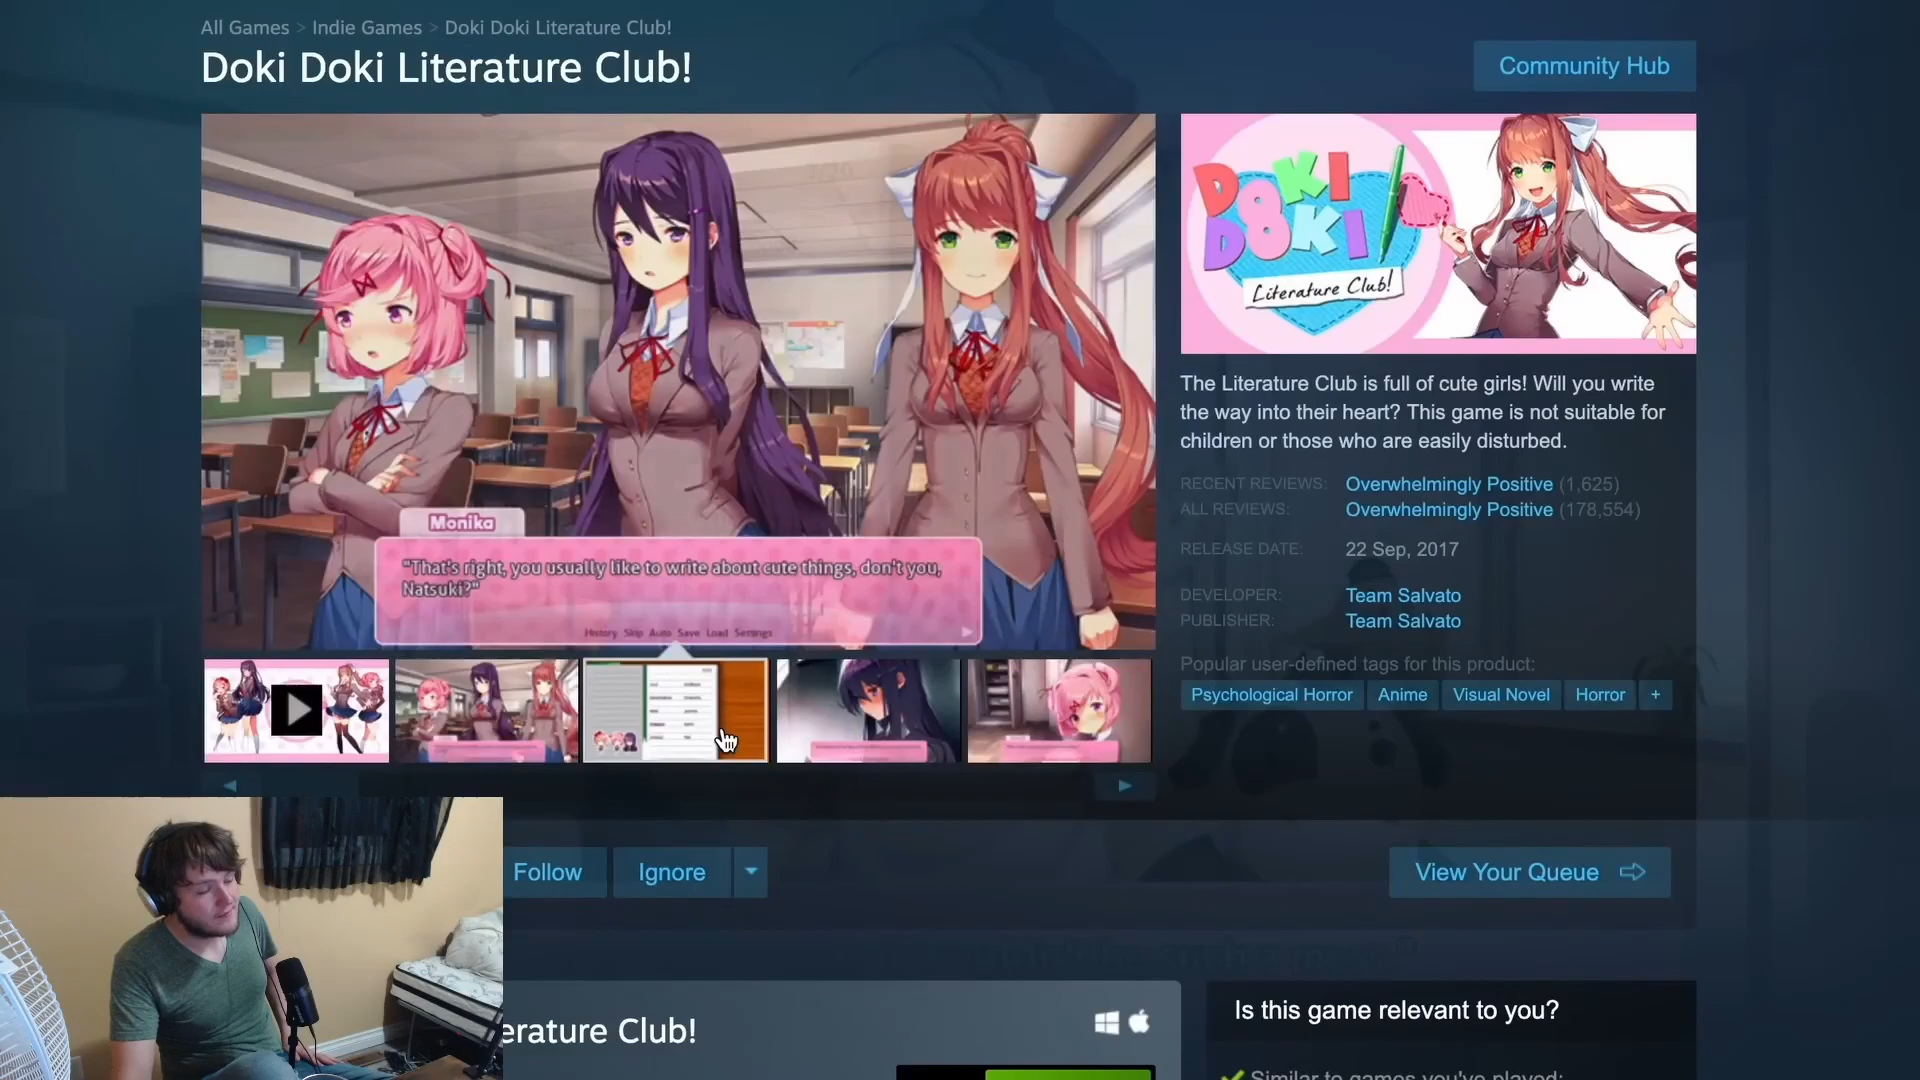 All Games > Indie Games > Doki Doki Literature Club!
Doki Doki Literature Club!
Community Hub
DOKI
DOKI
Literature Club!
Monika
"That's right, you usually like to write about cute things, don't you,
Natsuki?"
History Skip Auto Save Load Settings
The Literature Club is full of cute girls! Will you write
the way into their heart? This game is not suitable for
children or those who are easily disturbed.
RECENT REVIEWS: Overwhelmingly Positive (1,625)
ALL REVIEWS: Overwhelmingly Positive (178,554)
RELEASE DATE: 22 Sep, 2017
DEVELOPER: Team Salvato
PUBLISHER: Team Salvato
Popular user-defined tags for this product:
Psychological Horror Anime Visual Novel Horror +
Follow Ignore View Your Queue
erature Club!
Is this game relevant to you?
Similar to games you've played: